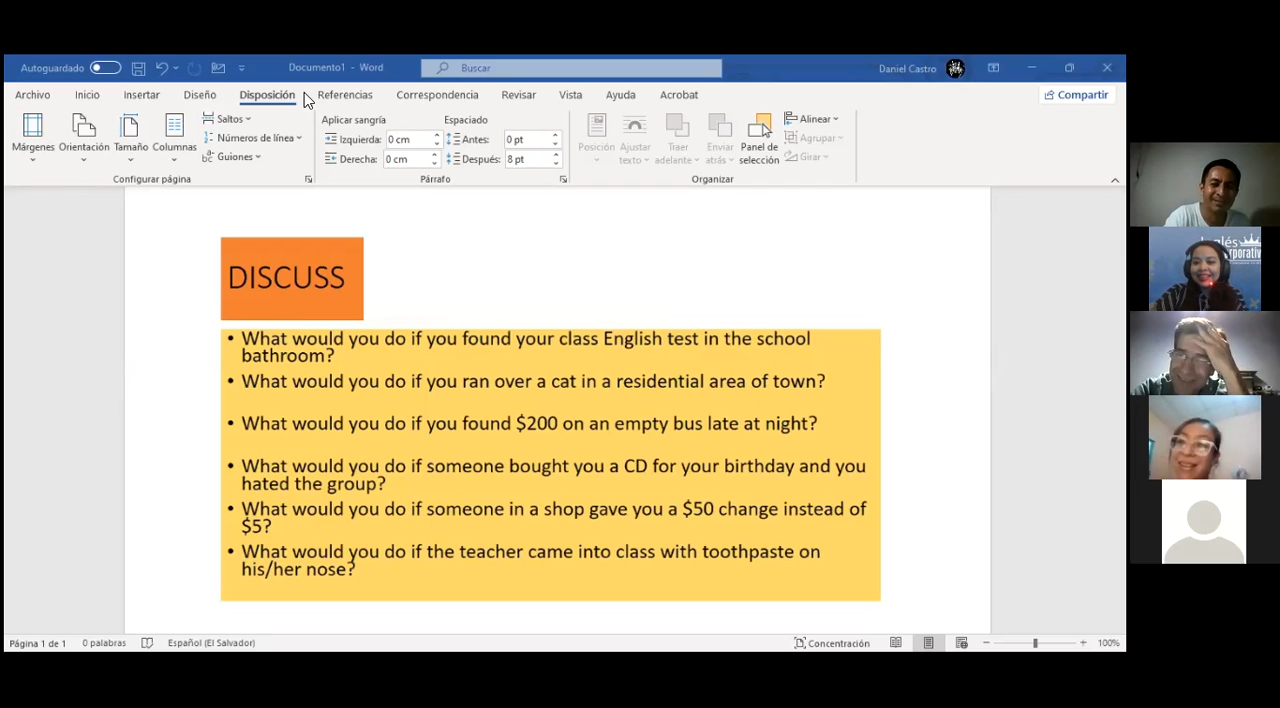 Autoguardado
Documento1 - Word
Buscar
Daniel Castro
Archivo Inicio Insertar Diseño Disposición Referencias Correspondencia Revisar Vista Ayuda Acrobat
Compartir
Márgenes Orientación Tamaño Columnas
Saltos
Números de línea
Guiones
Configurar página
Aplicar sangría
Izquierda: 0 cm
Derecha: 0 cm
Espaciado
Antes: 0 pt
Después: 8 pt
Párrafo
Posición
Ajustar texto
Traer adelante
Enviar atrás
Panel de selección
Alinear
Agrupar
Girar
Organizar
DISCUSS
• What would you do if you found your class English test in the school
bathroom?
• What would you do if you ran over a cat in a residential area of town?
• What would you do if you found $200 on an empty bus late at night?
• What would you do if someone bought you a CD for your birthday and you
hated the group?
• What would you do if someone in a shop gave you a $50 change instead of
$5?
• What would you do if the teacher came into class with toothpaste on
his/her nose?
Página 1 de 1 0 palabras Español (El Salvador)
Concentración
100%